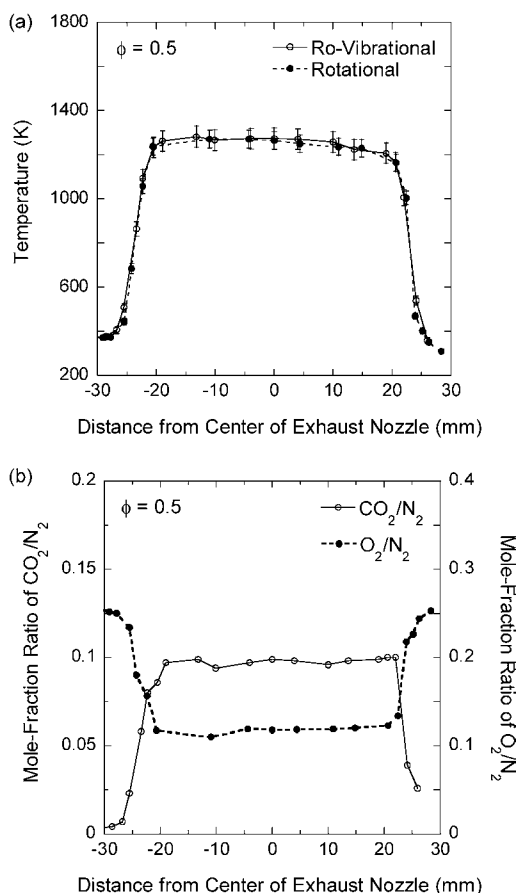 (a)
1800
1400
1000
600
200
Temperature (K)
ϕ = 0.5
Ro-Vibrational
Rotational
-30 -20 -10 0 10 20 30
Distance from Center of Exhaust Nozzle (mm)
(b)
0.2
0.15
0.1
0.05
0
Mole-Fraction Ratio of CO₂/N₂
ϕ = 0.5
CO₂/N₂
O₂/N₂
0.4
0.3
0.2
0.1
0
Mole-Fraction Ratio of O₂/N₂
-30 -20 -10 0 10 20 30
Distance from Center of Exhaust Nozzle (mm)